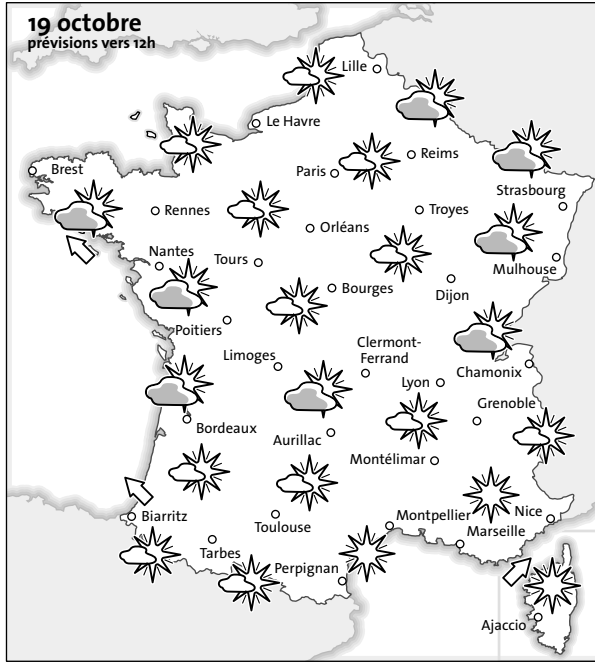 19 octobre
prévisions vers 12h
Lille
Le Havre
Reims
Paris
Brest
Strasbourg
Rennes
Troyes
Orléans
Nantes
Tours
Mulhouse
Bourges
Dijon
Poitiers
Clermont-
Ferrand
Limoges
Chamonix
Lyon
Grenoble
Bordeaux
Aurillac
Montélimar
Biarritz
Toulouse
Montpellier
Nice
Marseille
Tarbes
Perpignan
Ajaccio